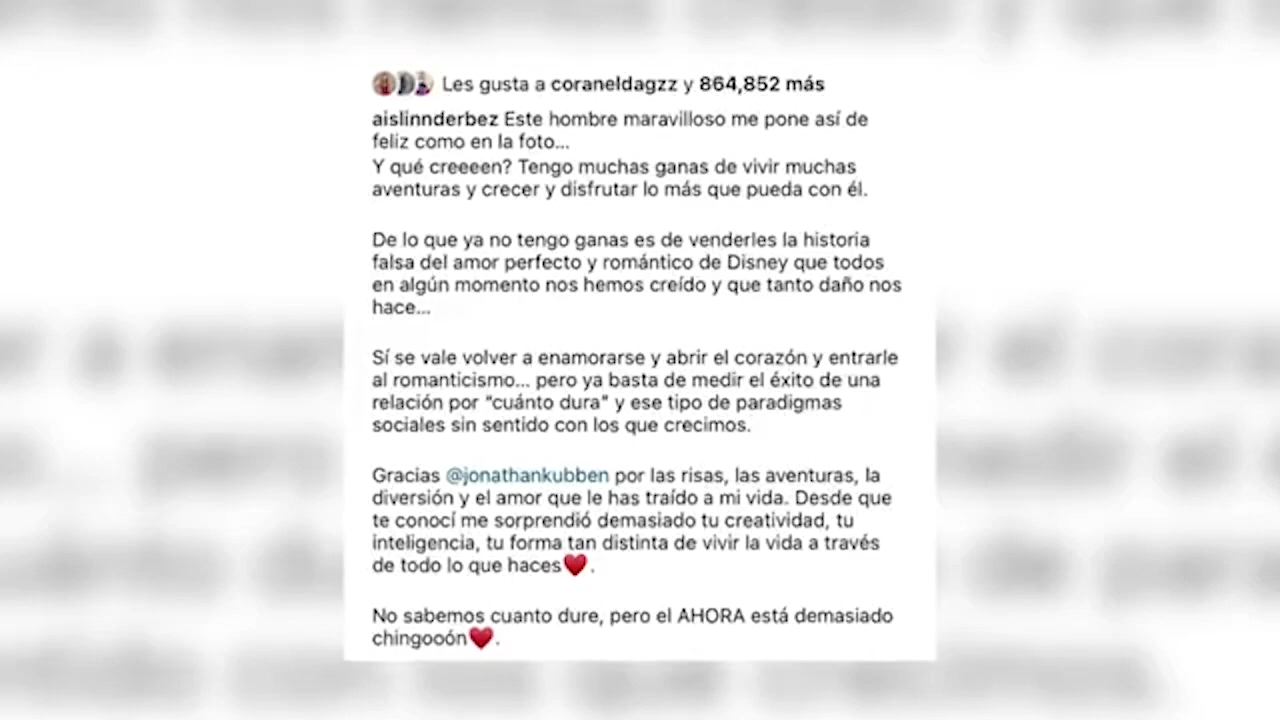 Les gusta a coraneldagzz y 864,852 más
aislinnderbez Este hombre maravilloso me pone así de
feliz como en la foto...
Y qué creeeen? Tengo muchas ganas de vivir muchas
aventuras y crecer y disfrutar lo más que pueda con él.
De lo que ya no tengo ganas es de venderles la historia
falsa del amor perfecto y romántico de Disney que todos
en algún momento nos hemos creído y que tanto daño nos
hace...
Sí se vale volver a enamorarse y abrir el corazón y entrarle
al romanticismo... pero ya basta de medir el éxito de una
relación por "cuánto dura" y ese tipo de paradigmas
sociales sin sentido con los que crecimos.
Gracias @jonathankubben por las risas, las aventuras, la
diversión y el amor que le has traído a mi vida. Desde que
te conocí me sorprendió demasiado tu creatividad, tu
inteligencia, tu forma tan distinta de vivir la vida a través
de todo lo que haces♥️.
No sabemos cuanto dure, pero el AHORA está demasiado
chingooón♥️.